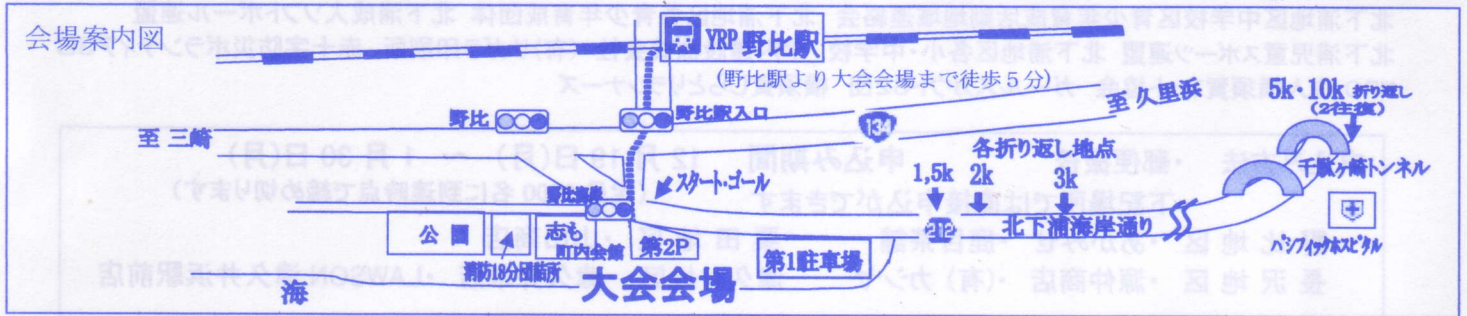 会場案内図
YRP 野比駅
(野比駅より大会会場まで徒歩5分)
至 久里浜
5k・10k 折り返し
(2往復)
野比
野比駅入口
134
至 三崎
各折り返し地点
1,5k
2k
3k
千駄ヶ崎トンネル
スタート・ゴール
野比海岸
212
北下浦海岸通り
公園
志も
町内会館
第2P
第1駐車場
パシフィックホスピタル
消防18分団詰所
海
大会会場